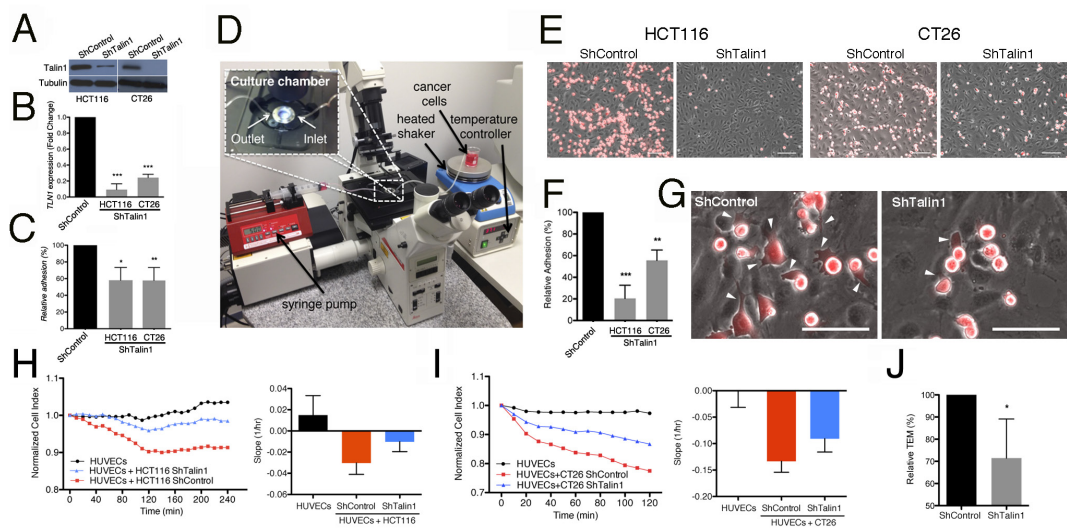 A
ShControl
ShTalin1
ShControl
ShTalin1
Talin1
Tubulin
HCT116
CT26
B
TLN1 expression (Fold Change)
1.0
0.8
0.6
0.4
0.2
0.0
***
***
ShControl
HCT116
CT26
ShTalin1
C
Relative adhesion (%)
100
80
60
40
20
0
*
**
ShControl
HCT116
CT26
ShTalin1
D
Culture chamber
Outlet
Inlet
cancer
cells
heated
shaker
temperature
controller
syringe pump
E
HCT116
CT26
ShControl
ShTalin1
ShControl
ShTalin1
F
Relative Adhesion (%)
100
80
60
40
20
0
***
**
ShControl
HCT116
CT26
ShTalin1
G
ShControl
ShTalin1
H
Normalized Cell Index
1.1
1.0
0.9
0.8
HUVECs
HUVECs + HCT116 ShTalin1
HUVECs + HCT116 ShControl
0
40
80
120
160
200
240
Time (min)
Slope (1/hr)
0.04
0.02
0.00
-0.02
-0.04
-0.06
HUVECs
ShControl
ShTalin1
HUVECs + HCT116
I
Normalized Cell Index
1.1
1.0
0.9
0.8
0.7
HUVECs
HUVECs+CT26 ShControl
HUVECs+CT26 ShTalin1
0
20
40
60
80
100
120
Time (min)
Slope (1/hr)
0.00
-0.05
-0.10
-0.15
-0.20
HUVECs
ShControl
ShTalin1
HUVECs + CT26
J
Relative TEM (%)
100
90
80
70
60
50
*
ShControl
ShTalin1